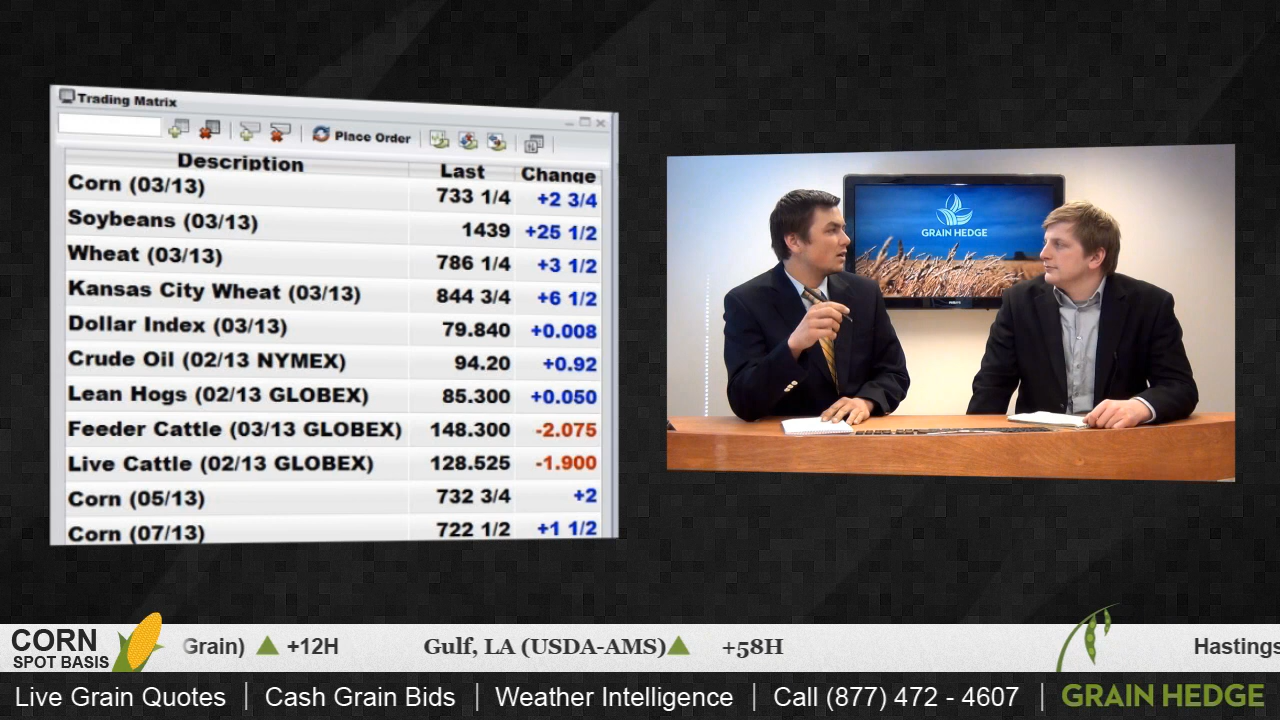 Trading Matrix
Place Order
Description Last Change
Corn (03/13) 733 1/4 +2 3/4
Soybeans (03/13) 1439 +25 1/2
Wheat (03/13) 786 1/4 +3 1/2
Kansas City Wheat (03/13) 844 3/4 +6 1/2
Dollar Index (03/13) 79.840 +0.008
Crude Oil (02/13 NYMEX) 94.20 +0.92
Lean Hogs (02/13 GLOBEX) 85.300 +0.050
Feeder Cattle (03/13 GLOBEX) 148.300 -2.075
Live Cattle (02/13 GLOBEX) 128.525 -1.900
Corn (05/13) 732 3/4 +2
Corn (07/13) 722 1/2 +1 1/2
GRAIN HEDGE
CORN
SPOT BASIS
Grain) ▲ +12H Gulf, LA (USDA-AMS) ▲ +58H Hastings
Live Grain Quotes | Cash Grain Bids | Weather Intelligence | Call (877) 472 - 4607 | GRAIN HEDGE